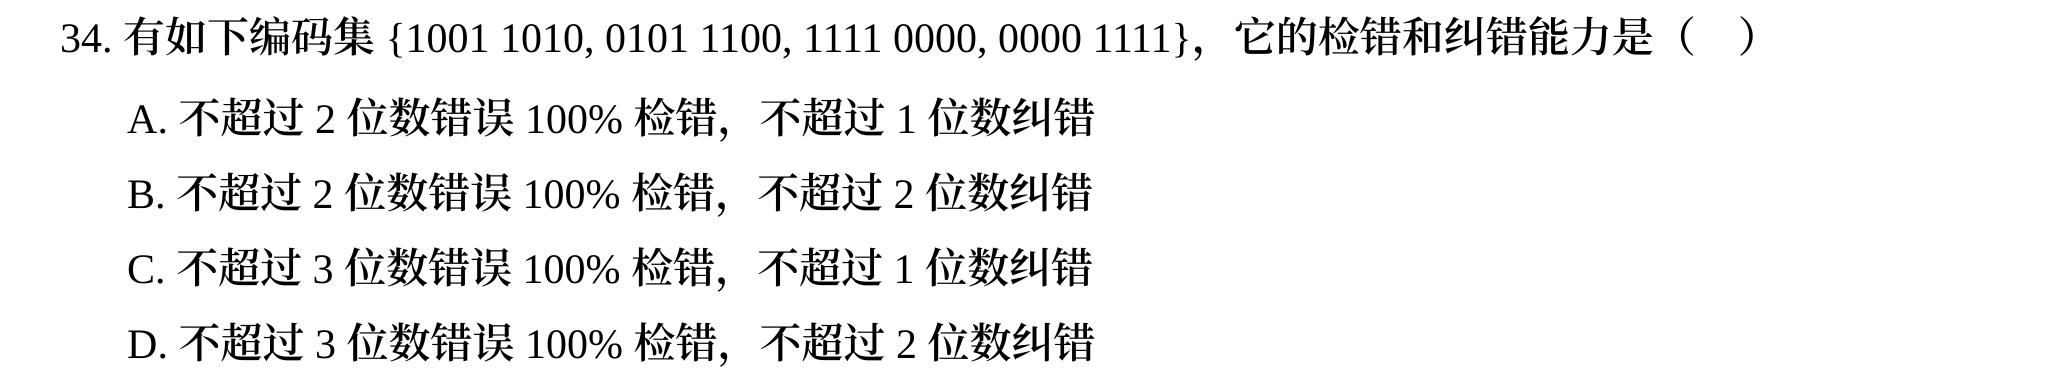 34. 有如下编码集 {1001 1010, 0101 1100, 1111 0000, 0000 1111}，它的检错和纠错能力是（　）
A. 不超过 2 位数错误 100% 检错，不超过 1 位数纠错
B. 不超过 2 位数错误 100% 检错，不超过 2 位数纠错
C. 不超过 3 位数错误 100% 检错，不超过 1 位数纠错
D. 不超过 3 位数错误 100% 检错，不超过 2 位数纠错